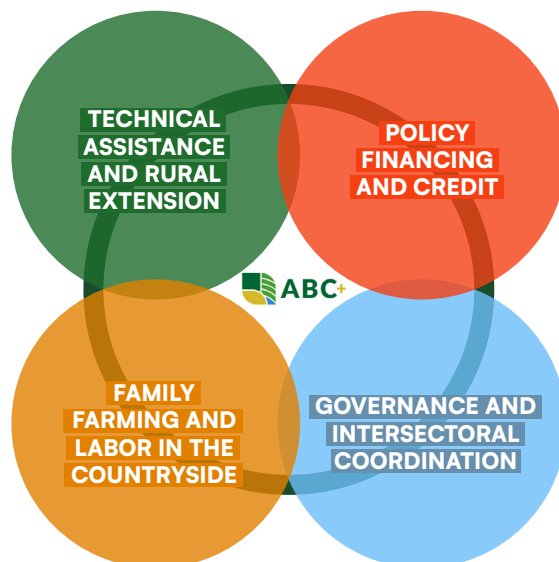 TECHNICAL
ASSISTANCE
AND RURAL
EXTENSION
POLICY
FINANCING
AND CREDIT
ABC+
FAMILY
FARMING AND
LABOR IN THE
COUNTRYSIDE
GOVERNANCE AND
INTERSECTORAL
COORDINATION